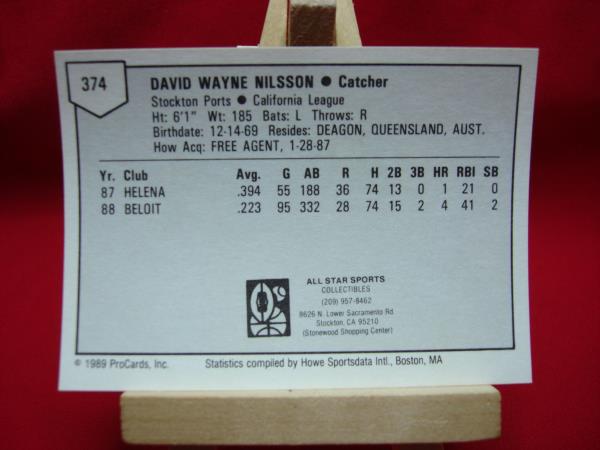 374
DAVID WAYNE NILSSON ● Catcher
Stockton Ports ● California League
Ht: 6'1" Wt: 185 Bats: L Throws: R
Birthdate: 12-14-69 Resides: DEAGON, QUEENSLAND, AUST.
How Acq: FREE AGENT, 1-28-87
Yr. Club Avg. G AB R H 2B 3B HR RBI SB
87 HELENA .394 55 188 36 74 13 0 1 21 0
88 BELOIT .223 95 332 28 74 15 2 4 41 2
ALL STAR SPORTS
COLLECTIBLES
(209) 957-8462
8626 N. Lower Sacramento Rd
Stockton, CA 95210
(Stonewood Shopping Center)
© 1989 ProCards, Inc. Statistics compiled by Howe Sportsdata Intl., Boston, MA